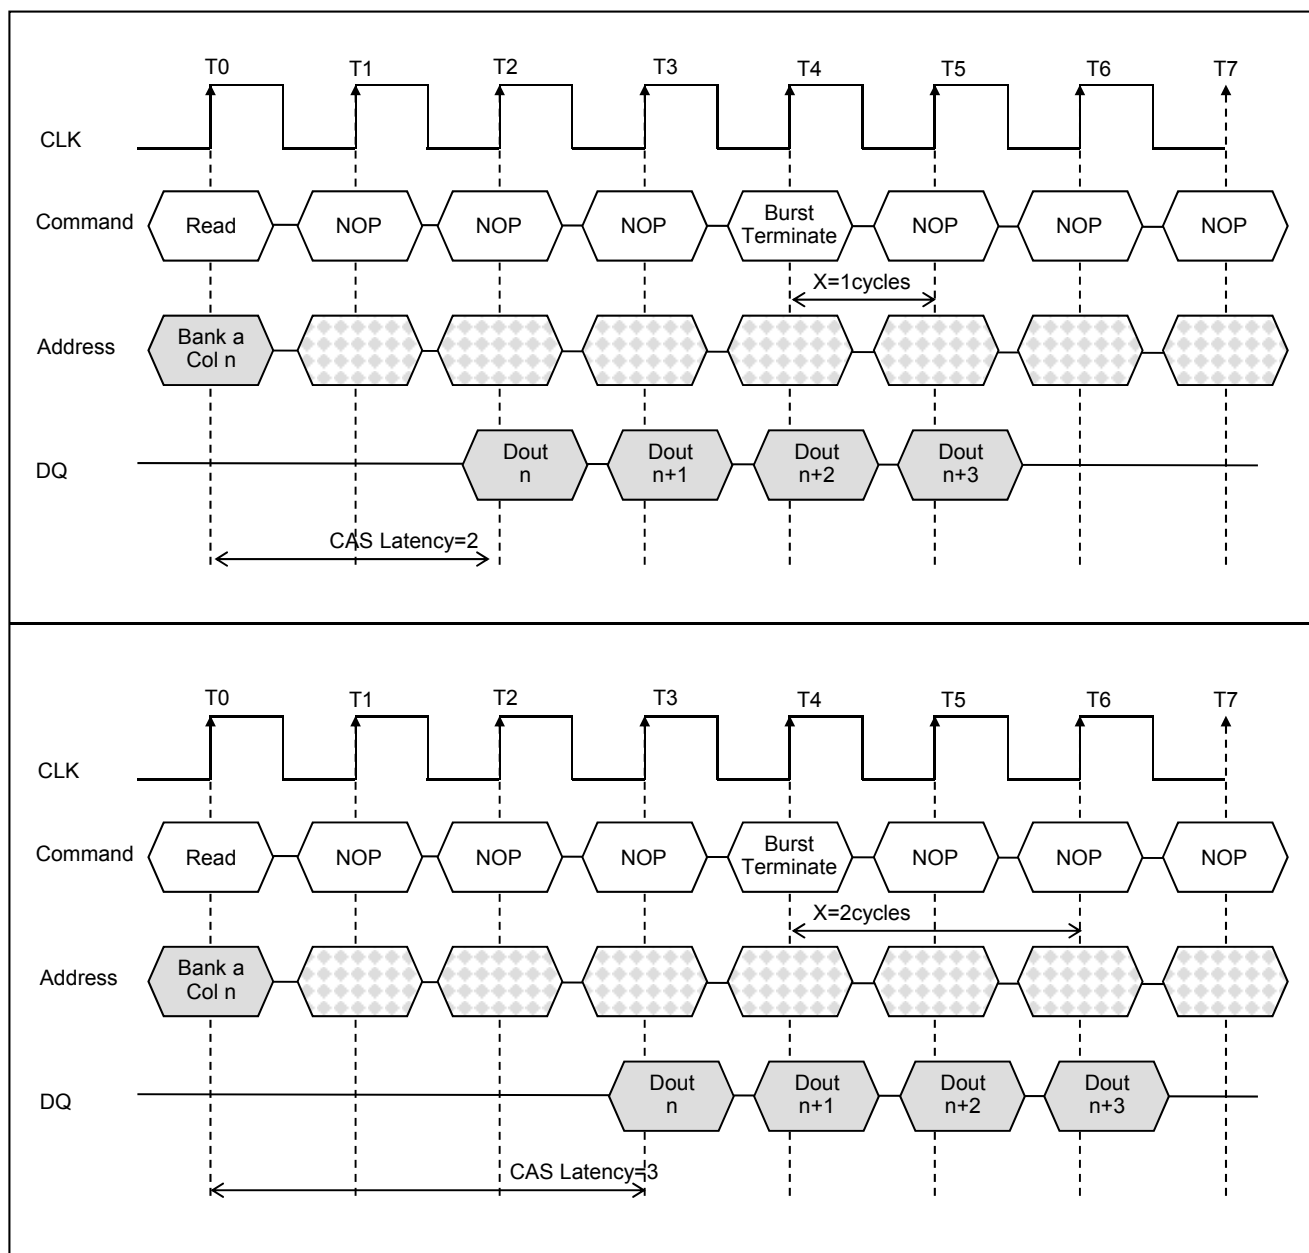 T0 T1 T2 T3 T4 T5 T6 T7
CLK
Command Read NOP NOP NOP Burst Terminate NOP NOP NOP
X=1cycles
Address Bank a Col n
DQ Dout n Dout n+1 Dout n+2 Dout n+3
CAS Latency=2
T0 T1 T2 T3 T4 T5 T6 T7
CLK
Command Read NOP NOP NOP Burst Terminate NOP NOP NOP
X=2cycles
Address Bank a Col n
DQ Dout n Dout n+1 Dout n+2 Dout n+3
CAS Latency=3